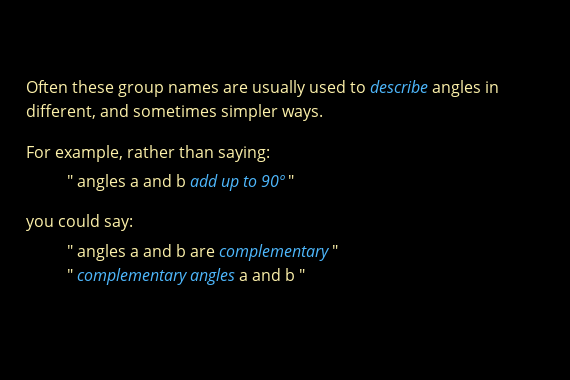 Often these group names are usually used to describe angles in
different, and sometimes simpler ways.
For example, rather than saying:
" angles a and b add up to 90° "
you could say:
" angles a and b are complementary "
" complementary angles a and b "